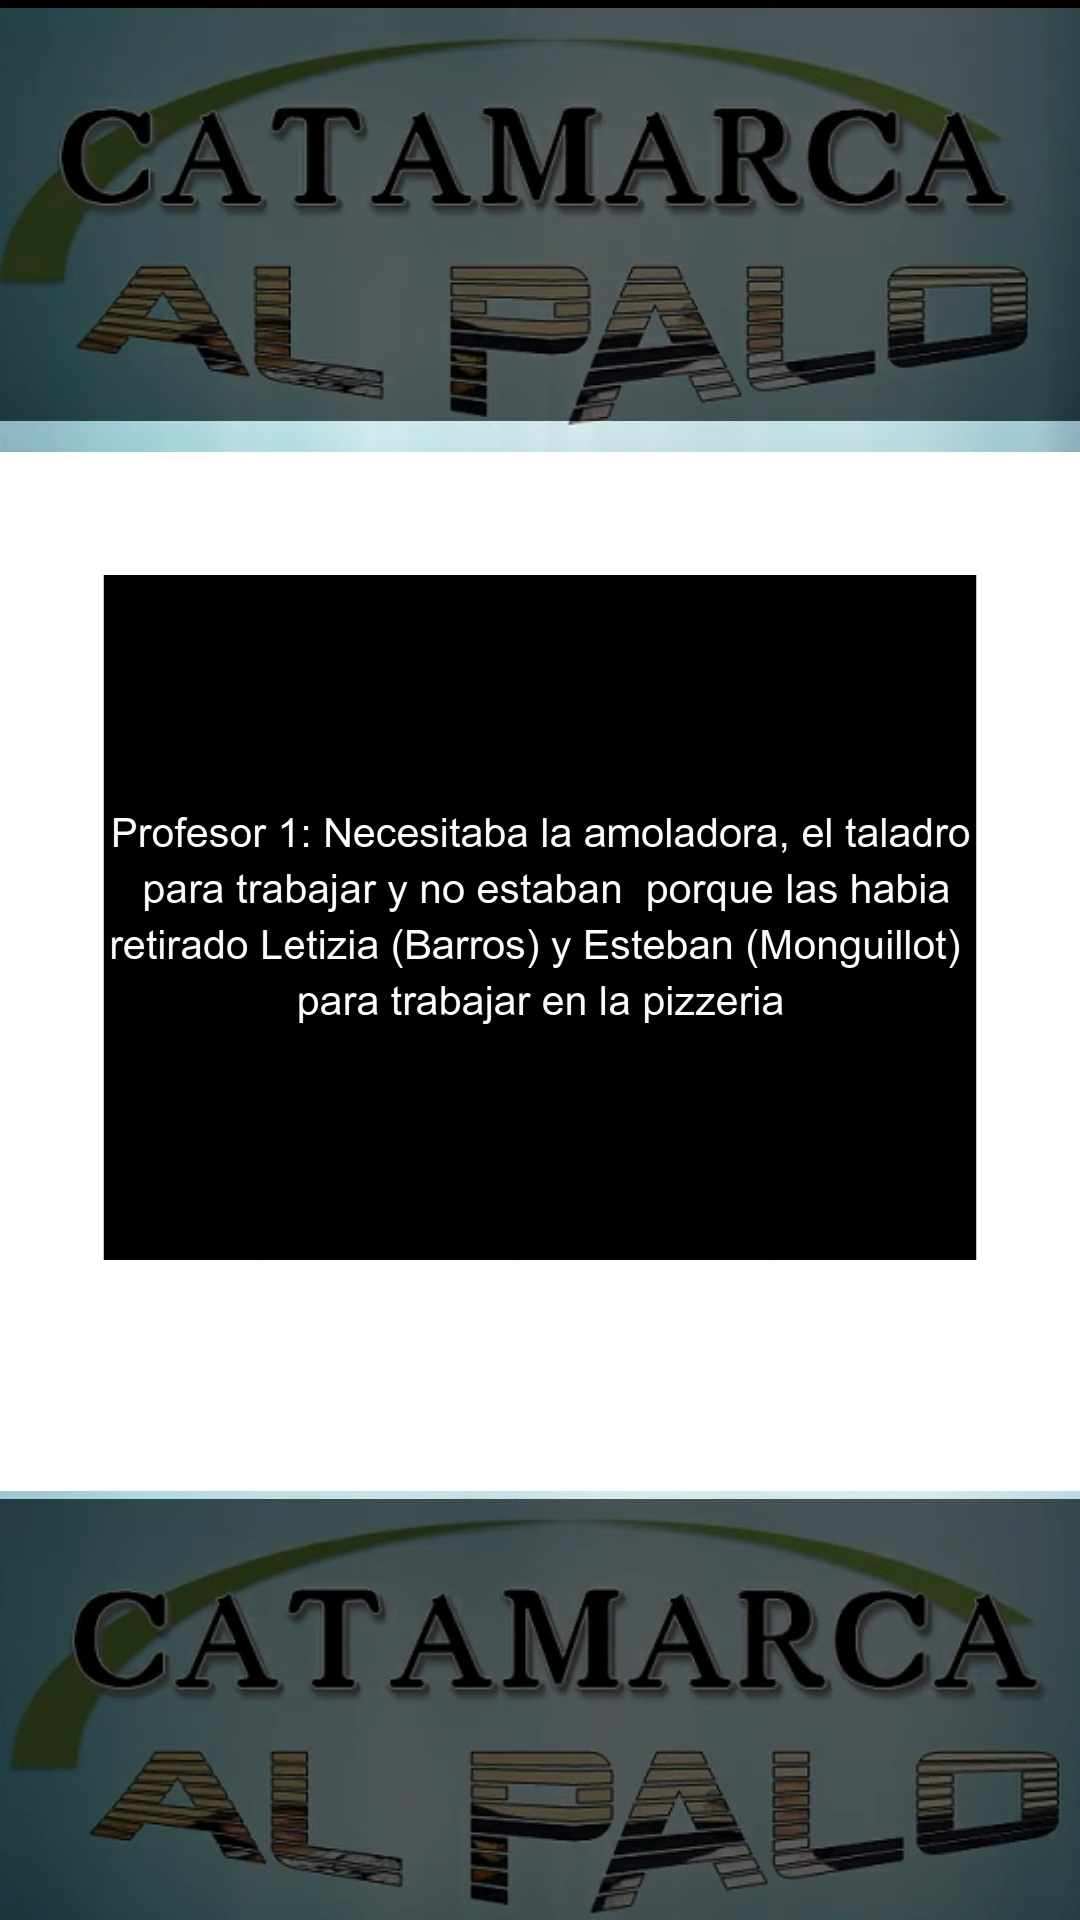 CATAMARCA
AL PALO
Profesor 1: Necesitaba la amoladora, el taladro
para trabajar y no estaban  porque las habia
retirado Letizia (Barros) y Esteban (Monguillot)
para trabajar en la pizzeria
CATAMARCA
AL PALO